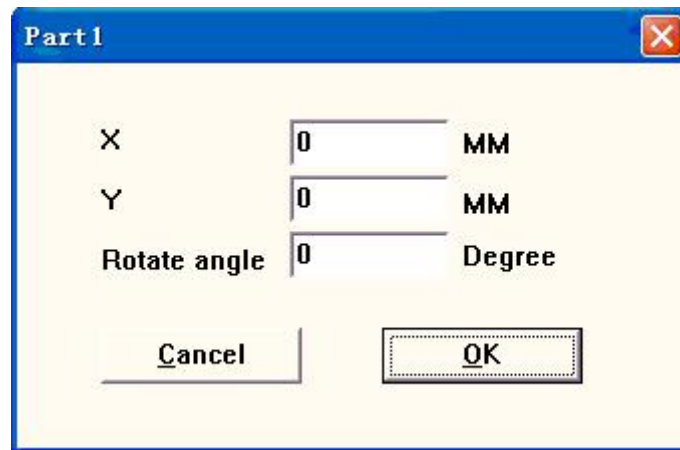 Part1
X 0 MM
Y 0 MM
Rotate angle 0 Degree
Cancel OK